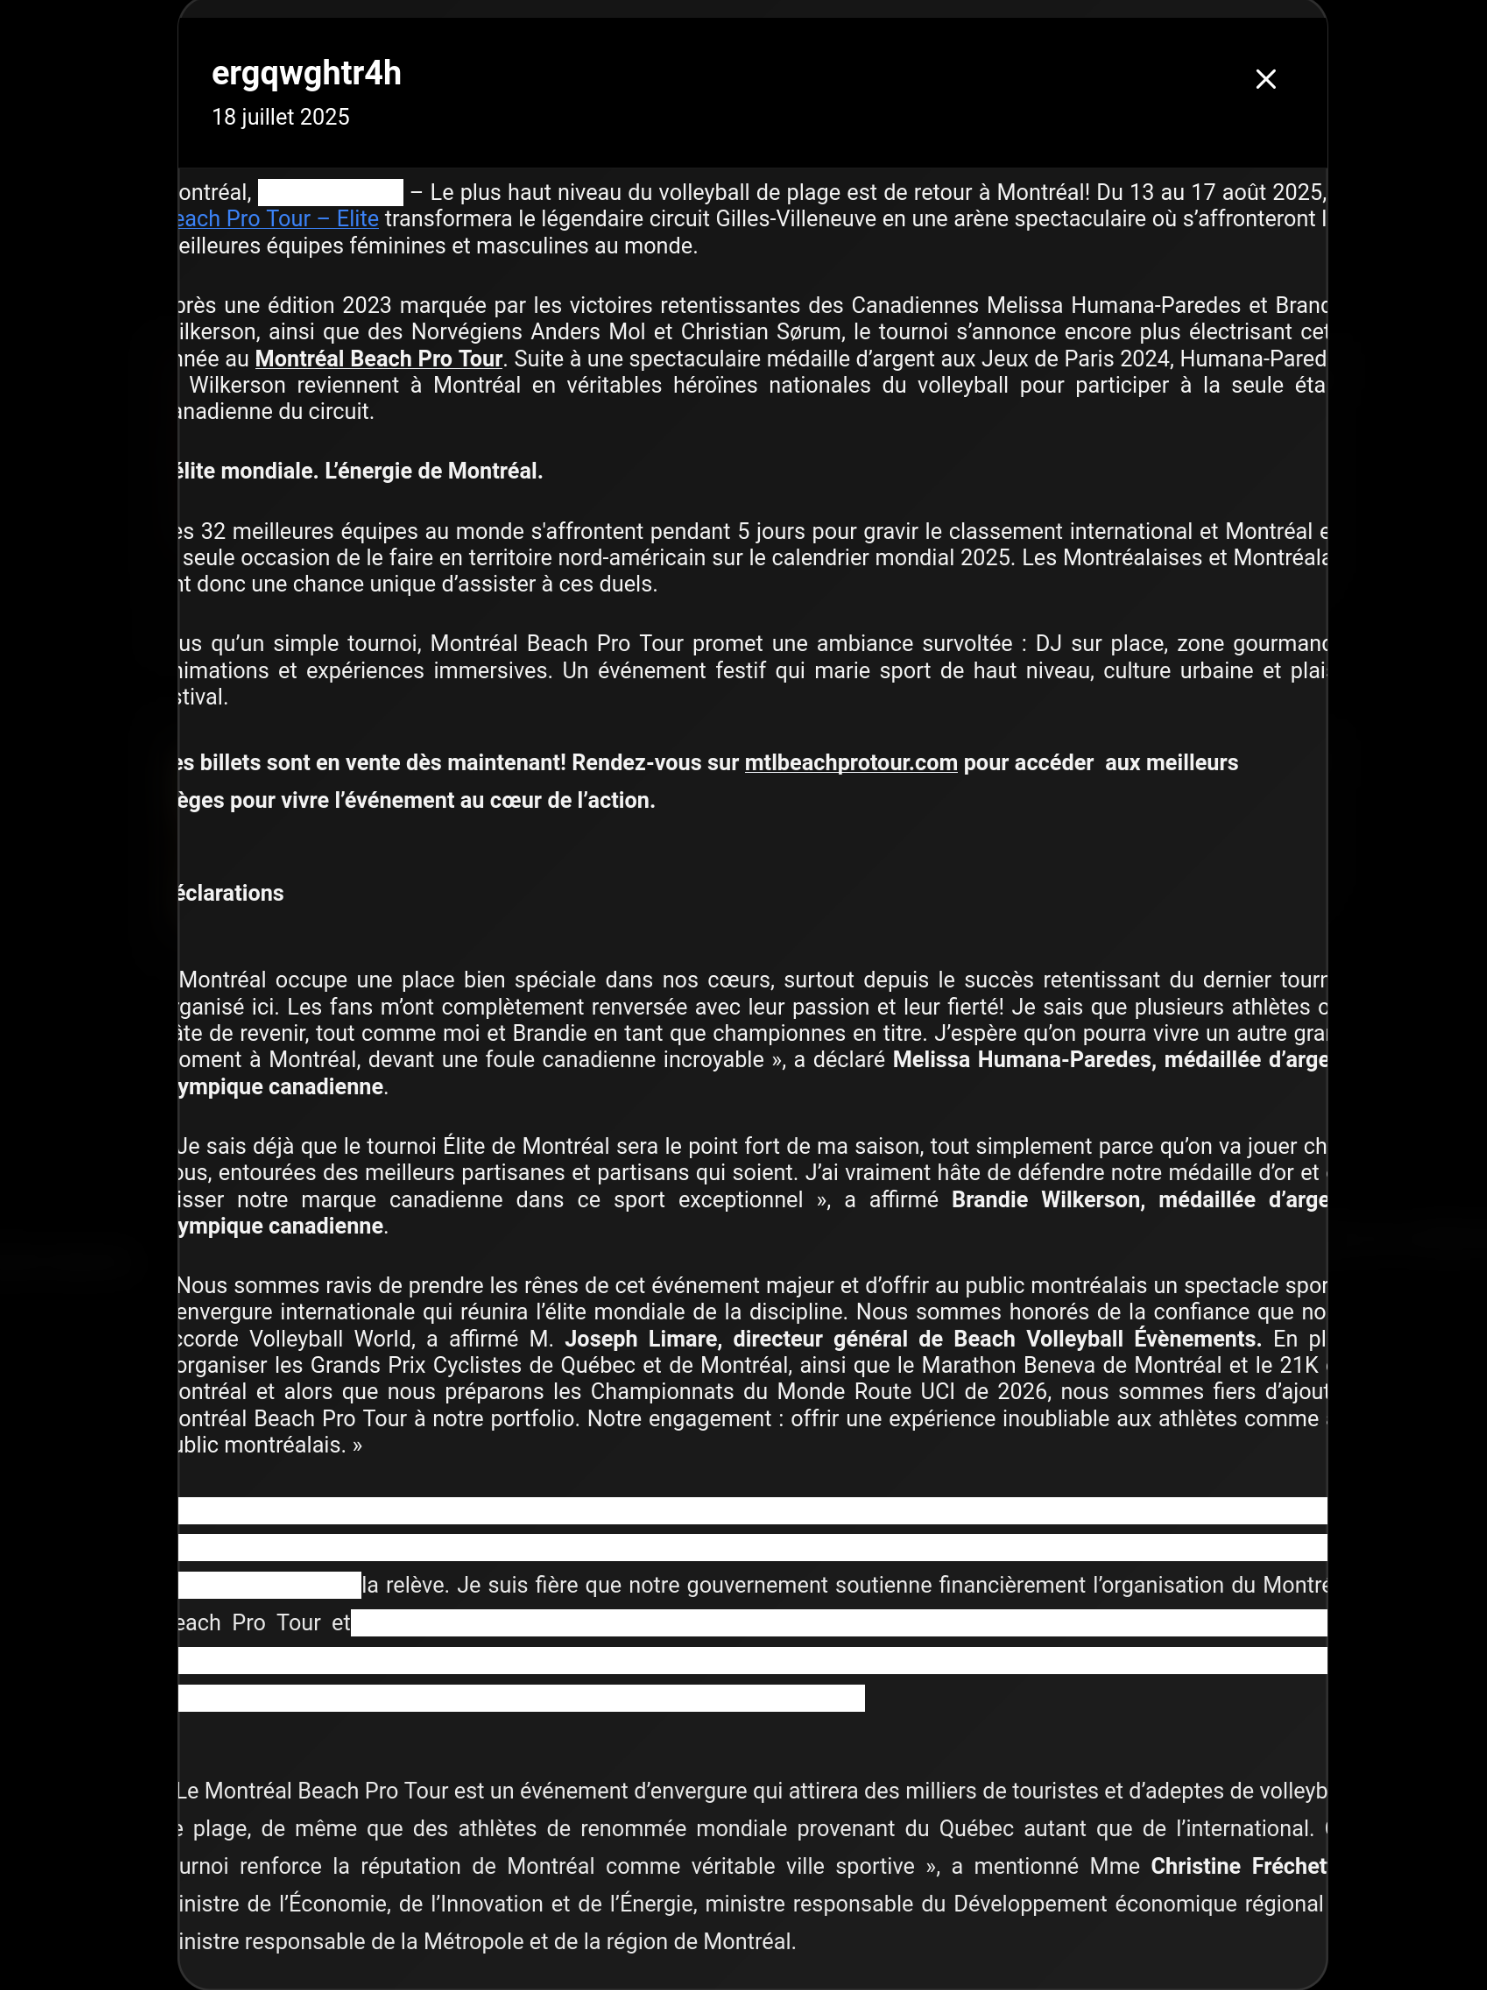 ergqwghtr4h
18 juillet 2025
ontréal, – Le plus haut niveau du volleyball de plage est de retour à Montréal! Du 13 au 17 août 2025,
each Pro Tour – Elite transformera le légendaire circuit Gilles-Villeneuve en une arène spectaculaire où s’affronteront l
eilleures équipes féminines et masculines au monde.
près une édition 2023 marquée par les victoires retentissantes des Canadiennes Melissa Humana-Paredes et Brand
ilkerson, ainsi que des Norvégiens Anders Mol et Christian Sørum, le tournoi s’annonce encore plus électrisant cet
nnée au Montréal Beach Pro Tour. Suite à une spectaculaire médaille d’argent aux Jeux de Paris 2024, Humana-Pared
Wilkerson reviennent à Montréal en véritables héroïnes nationales du volleyball pour participer à la seule éta
anadienne du circuit.
élite mondiale. L’énergie de Montréal.
es 32 meilleures équipes au monde s'affrontent pendant 5 jours pour gravir le classement international et Montréal e
seule occasion de le faire en territoire nord-américain sur le calendrier mondial 2025. Les Montréalaises et Montréala
nt donc une chance unique d’assister à ces duels.
us qu’un simple tournoi, Montréal Beach Pro Tour promet une ambiance survoltée : DJ sur place, zone gourmand
nimations et expériences immersives. Un événement festif qui marie sport de haut niveau, culture urbaine et plais
stival.
es billets sont en vente dès maintenant! Rendez-vous sur mtlbeachprotour.com pour accéder  aux meilleurs
èges pour vivre l’événement au cœur de l’action.
éclarations
Montréal occupe une place bien spéciale dans nos cœurs, surtout depuis le succès retentissant du dernier tourn
rganisé ici. Les fans m’ont complètement renversée avec leur passion et leur fierté! Je sais que plusieurs athlètes o
âte de revenir, tout comme moi et Brandie en tant que championnes en titre. J’espère qu’on pourra vivre un autre gran
oment à Montréal, devant une foule canadienne incroyable », a déclaré Melissa Humana-Paredes, médaillée d’arge
ympique canadienne.
Je sais déjà que le tournoi Élite de Montréal sera le point fort de ma saison, tout simplement parce qu’on va jouer ch
ous, entourées des meilleurs partisanes et partisans qui soient. J’ai vraiment hâte de défendre notre médaille d’or et
isser notre marque canadienne dans ce sport exceptionnel », a affirmé Brandie Wilkerson, médaillée d’arge
ympique canadienne.
Nous sommes ravis de prendre les rênes de cet événement majeur et d’offrir au public montréalais un spectacle spor
envergure internationale qui réunira l’élite mondiale de la discipline. Nous sommes honorés de la confiance que no
ccorde Volleyball World, a affirmé M. Joseph Limare, directeur général de Beach Volleyball Évènements. En pl
organiser les Grands Prix Cyclistes de Québec et de Montréal, ainsi que le Marathon Beneva de Montréal et le 21K
ontréal et alors que nous préparons les Championnats du Monde Route UCI de 2026, nous sommes fiers d’ajout
ontréal Beach Pro Tour à notre portfolio. Notre engagement : offrir une expérience inoubliable aux athlètes comme
ublic montréalais. »
la relève. Je suis fière que notre gouvernement soutienne financièrement l’organisation du Montré
each Pro Tour et
Le Montréal Beach Pro Tour est un événement d’envergure qui attirera des milliers de touristes et d’adeptes de volleyb
e plage, de même que des athlètes de renommée mondiale provenant du Québec autant que de l’international.
urnoi renforce la réputation de Montréal comme véritable ville sportive », a mentionné Mme Christine Fréchet
inistre de l’Économie, de l’Innovation et de l’Énergie, ministre responsable du Développement économique régional
inistre responsable de la Métropole et de la région de Montréal.